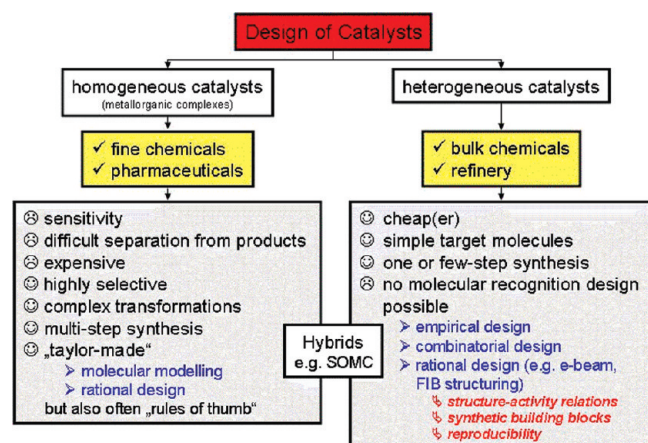 Design of Catalysts
homogeneous catalysts
(metallorganic complexes)
heterogeneous catalysts
✓ fine chemicals
✓ pharmaceuticals
✓ bulk chemicals
✓ refinery
☹ sensitivity
☹ difficult separation from products
☹ expensive
☺ highly selective
☺ complex transformations
☺ multi-step synthesis
☺ „taylor-made“
➢ molecular modelling
➢ rational design
but also often „rules of thumb“
Hybrids
e.g. SOMC
☺ cheap(er)
☺ simple target molecules
☺ one or few-step synthesis
☹ no molecular recognition design
possible
➢ empirical design
➢ combinatorial design
➢ rational design (e.g. e-beam,
FIB structuring)
↳ structure-activity relations
↳ synthetic building blocks
↳ reproducibility